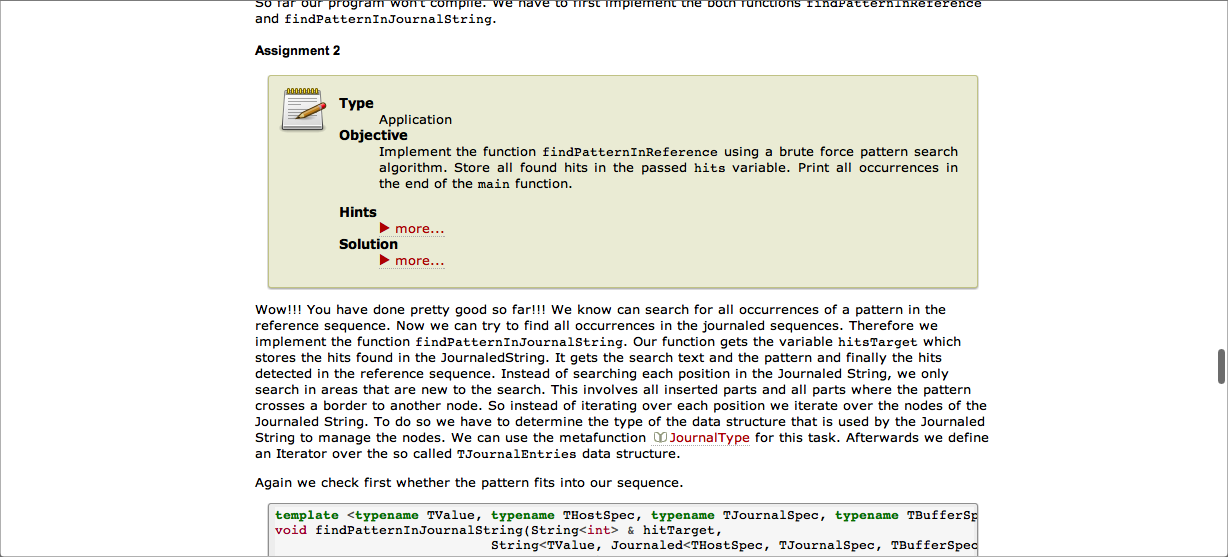 So far our program won't compile. We have to first implement the both functions findPatternInReference
and findPatternInJournalString.
Assignment 2
Type
Application
Objective
Implement the function findPatternInReference using a brute force pattern search
algorithm. Store all found hits in the passed hits variable. Print all occurrences in
the end of the main function.
Hints
more...
Solution
more...
Wow!!! You have done pretty good so far!!! We know can search for all occurrences of a pattern in the
reference sequence. Now we can try to find all occurrences in the journaled sequences. Therefore we
implement the function findPatternInJournalString. Our function gets the variable hitsTarget which
stores the hits found in the JournaledString. It gets the search text and the pattern and finally the hits
detected in the reference sequence. Instead of searching each position in the Journaled String, we only
search in areas that are new to the search. This involves all inserted parts and all parts where the pattern
crosses a border to another node. So instead of iterating over each position we iterate over the nodes of the
Journaled String. To do so we have to determine the type of the data structure that is used by the Journaled
String to manage the nodes. We can use the metafunction JournalType for this task. Afterwards we define
an Iterator over the so called TJournalEntries data structure.
Again we check first whether the pattern fits into our sequence.
template <typename TValue, typename THostSpec, typename TJournalSpec, typename TBufferSp
void findPatternInJournalString(String<int> & hitTarget,
String<TValue, Journaled<THostSpec, TJournalSpec, TBufferSpec